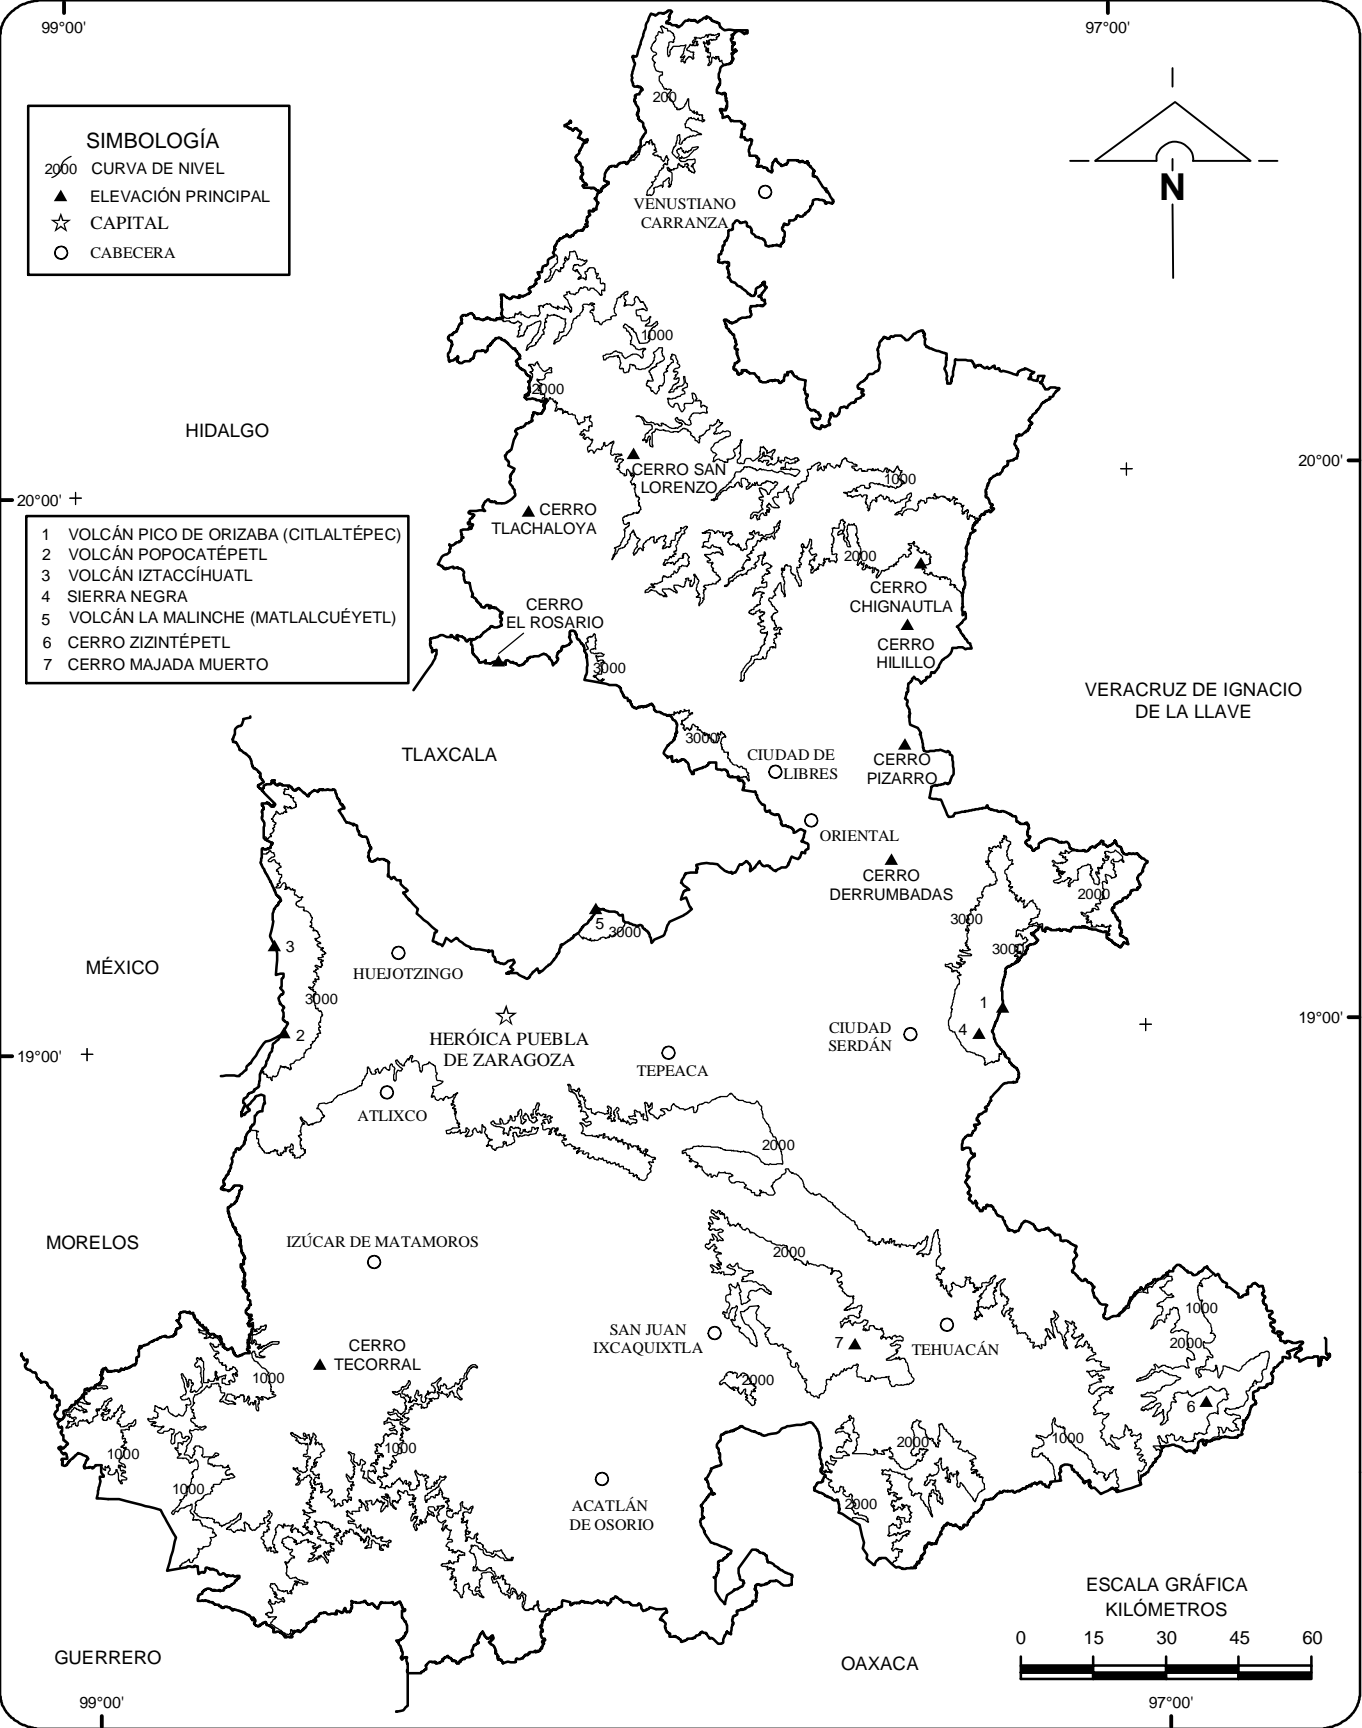 99°00'
97°00'
SIMBOLOGÍA
2000 CURVA DE NIVEL
ELEVACIÓN PRINCIPAL
CAPITAL
CABECERA
200
N
VENUSTIANO
CARRANZA
1000
2000
HIDALGO
CERRO SAN
LORENZO
20°00'
20°00'
1000
CERRO
TLACHALOYA
1 VOLCÁN PICO DE ORIZABA (CITLALTÉPEC)
2 VOLCÁN POPOCATÉPETL
3 VOLCÁN IZTACCÍHUATL
4 SIERRA NEGRA
5 VOLCÁN LA MALINCHE (MATLALCUÉYETL)
6 CERRO ZIZINTÉPETL
7 CERRO MAJADA MUERTO
2000
CERRO
CHIGNAUTLA
CERRO
EL ROSARIO
CERRO
HILILLO
3000
VERACRUZ DE IGNACIO
DE LA LLAVE
TLAXCALA
3000
CIUDAD DE
LIBRES
CERRO
PIZARRO
ORIENTAL
CERRO
DERRUMBADAS
2000
3000
3000
5
3000
3
MÉXICO
HUEJOTZINGO
3000
1
4
2
HERÓICA PUEBLA
DE ZARAGOZA
CIUDAD
SERDÁN
19°00'
19°00'
TEPEACA
ATLIXCO
2000
MORELOS
IZÚCAR DE MATAMOROS
2000
1000
2000
SAN JUAN
IXCAQUIXTLA
7
TEHUACÁN
CERRO
TECORRAL
1000
2000
6
1000
1000
1000
2000
1000
2000
ACATLÁN
DE OSORIO
ESCALA GRÁFICA
KILÓMETROS
0 15 30 45 60
GUERRERO
OAXACA
99°00'
97°00'